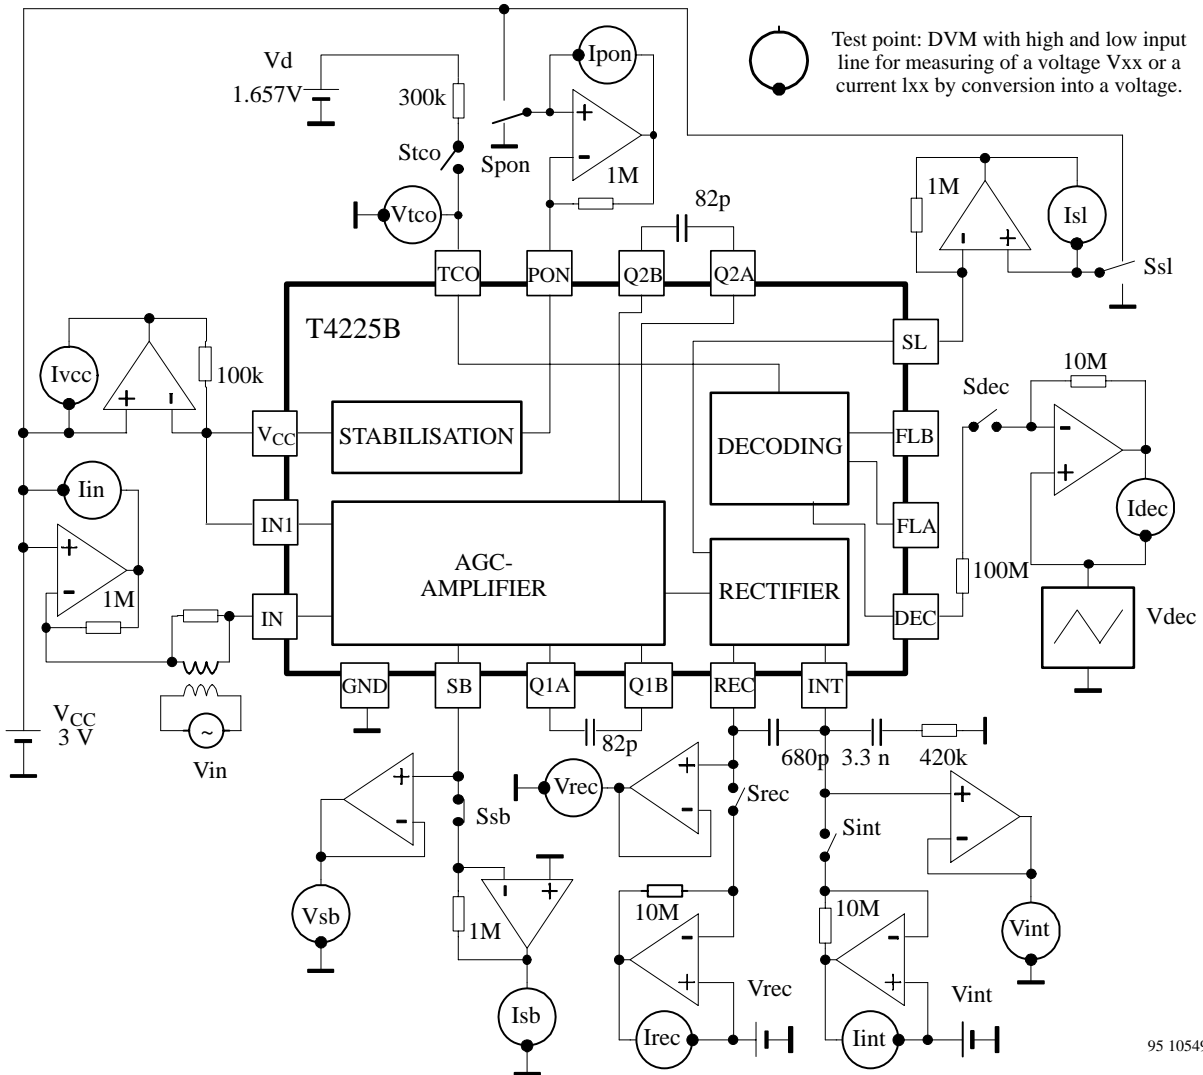 Vd
1.657V
300k
Stco
Vtco
Ipon
Spon
1M
82p
Test point: DVM with high and low input
line for measuring of a voltage Vxx or a
current lxx by conversion into a voltage.
1M
Isl
Ssl
TCO
PON
Q2B
Q2A
T4225B
SL
Ivcc
100k
VCC
STABILISATION
DECODING
FLB
Sdec
10M
Iin
IN1
FLA
Idec
1M
AGC-
AMPLIFIER
RECTIFIER
100M
IN
DEC
Vdec
GND
SB
Q1A
Q1B
REC
INT
VCC
3 V
Vin
~
82p
680p
3.3 n
420k
Vrec
Srec
Ssb
Sint
Vsb
1M
10M
10M
Vint
Isb
Vrec
Vint
Irec
Iint
95 10549